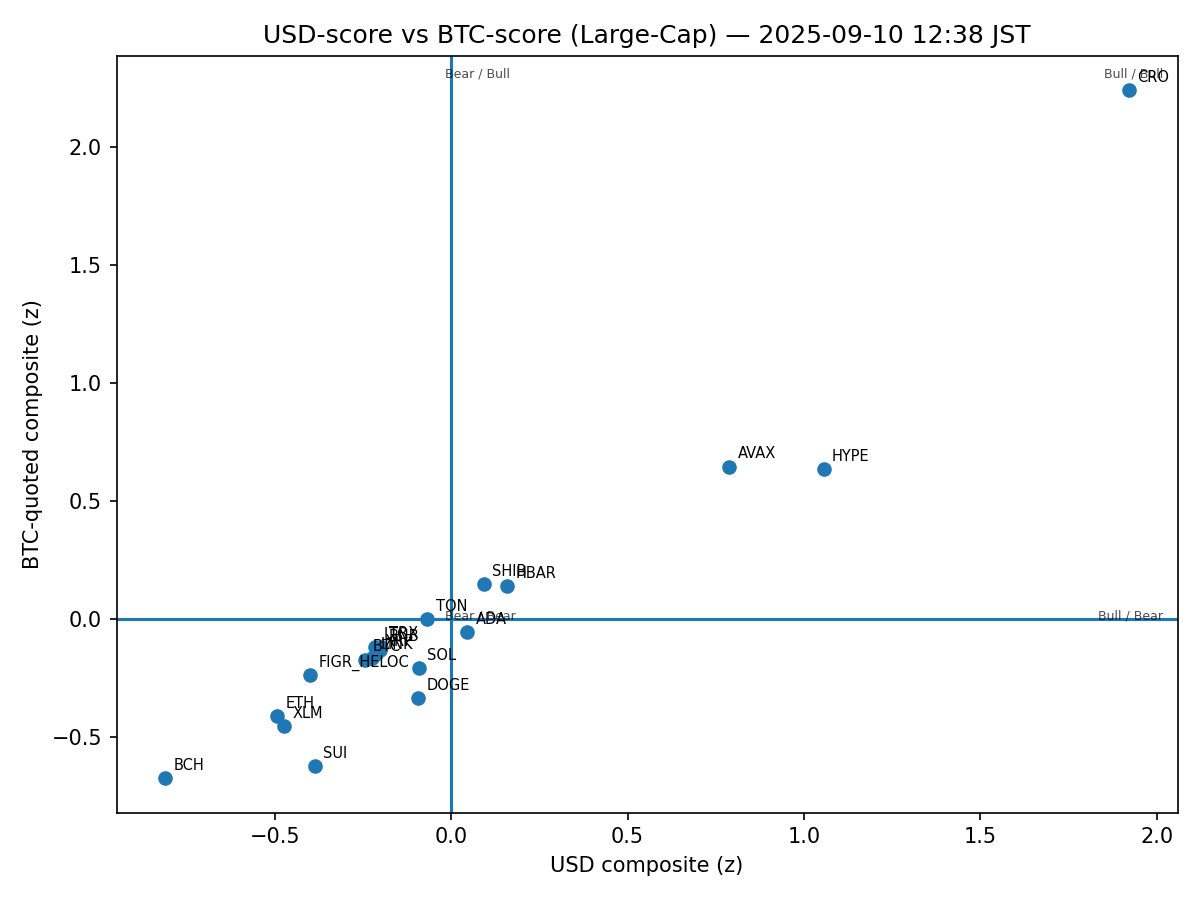 USD-score vs BTC-score (Large-Cap) — 2025-09-10 12:38 JST
Bear / Bull
Bull / Bull
CRO
2.0
1.5
1.0
AVAX
HYPE
0.5
SHIB
HBAR
TON
0.0
Bear / Bear
ADA
Bull / Bear
TRX
SOL
FIGR_HELOC
DOGE
ETH
XLM
−0.5
SUI
BCH
−0.5
0.0
0.5
1.0
1.5
2.0
USD composite (z)
BTC-quoted composite (z)